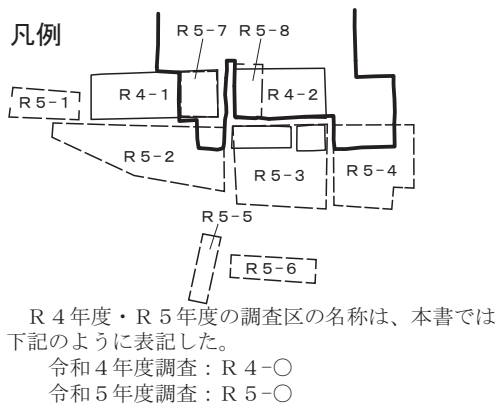 凡例
R5-7 R5-8
R5-1 R4-1 R4-2
R5-2 R5-3 R5-4
R5-5
R5-6
　R4年度・R5年度の調査区の名称は、本書では
下記のように表記した。
令和4年度調査：R4-○
令和5年度調査：R5-○